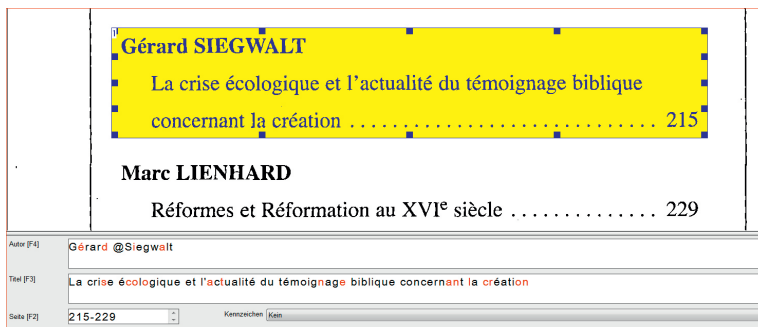 1
Gérard SIEGWALT
La crise écologique et l'actualité du témoignage biblique
concernant la création .............................. 215
Marc LIENHARD
Réformes et Réformation au XVIe siècle .............. 229
Autor [F4]
Gérard @Siegwalt
Titel [F3]
La crise écologique et l'actualité du témoignage biblique concernant la création
Seite [F2] 215-229 Kennzeichen Kein